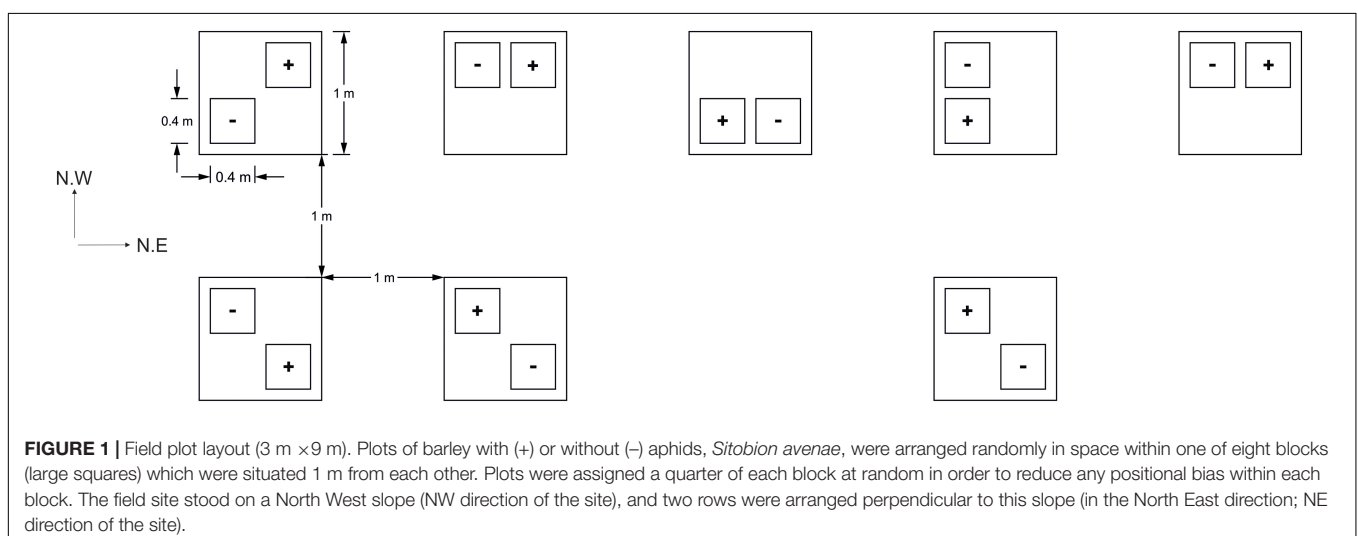 +
- +
- +
-
1 m
0.4 m
-
+ -
+
0.4 m
N.W
1 m
N.E
1 m
-
+
+
+
-
-
FIGURE 1 | Field plot layout (3 m ×9 m). Plots of barley with (+) or without (–) aphids, Sitobion avenae, were arranged randomly in space within one of eight blocks
(large squares) which were situated 1 m from each other. Plots were assigned a quarter of each block at random in order to reduce any positional bias within each
block. The field site stood on a North West slope (NW direction of the site), and two rows were arranged perpendicular to this slope (in the North East direction; NE
direction of the site).